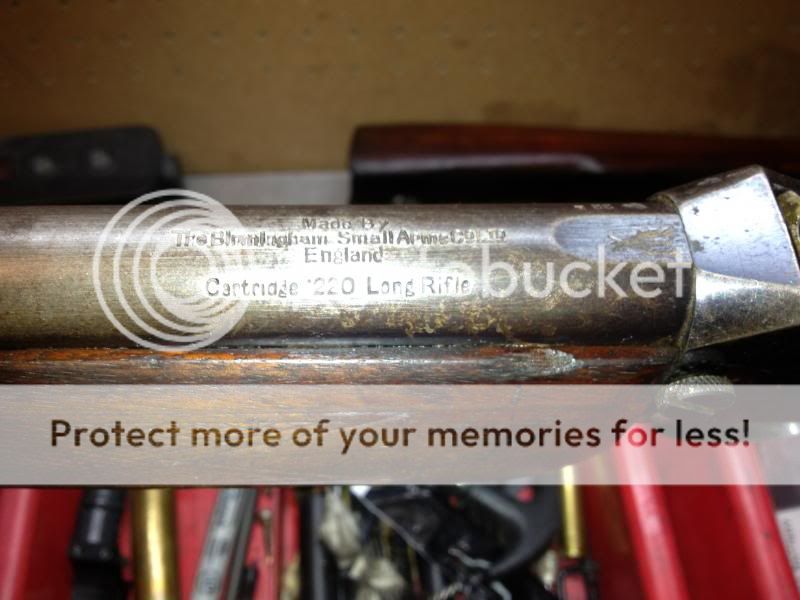 Made By
The Birmingham Small Arms Co LTD
England
Cartridge ·220 Long Rifle
photobucket
Protect more of your memories for less!